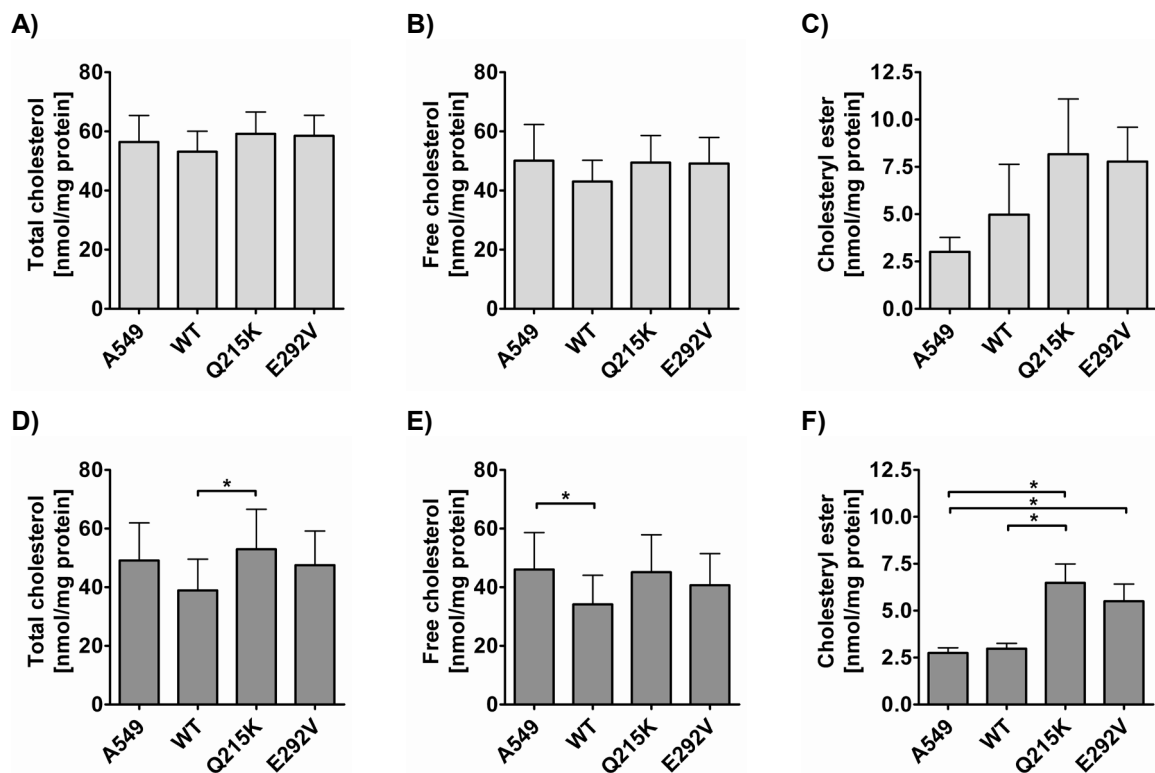 A)
Total cholesterol
[nmol/mg protein]
80
60
40
20
0
A549
WT
Q215K
E292V
B)
Free cholesterol
[nmol/mg protein]
80
60
40
20
0
A549
WT
Q215K
E292V
C)
Cholesteryl ester
[nmol/mg protein]
12.5
10.0
7.5
5.0
2.5
0.0
A549
WT
Q215K
E292V
D)
Total cholesterol
[nmol/mg protein]
80
60
40
20
0
*
A549
WT
Q215K
E292V
E)
Free cholesterol
[nmol/mg protein]
80
60
40
20
0
*
A549
WT
Q215K
E292V
F)
Cholesteryl ester
[nmol/mg protein]
12.5
10.0
7.5
5.0
2.5
0.0
*
*
*
A549
WT
Q215K
E292V